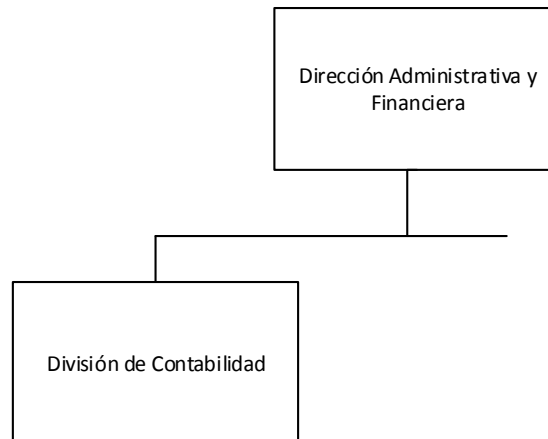 Dirección Administrativa y
Financiera
División de Contabilidad